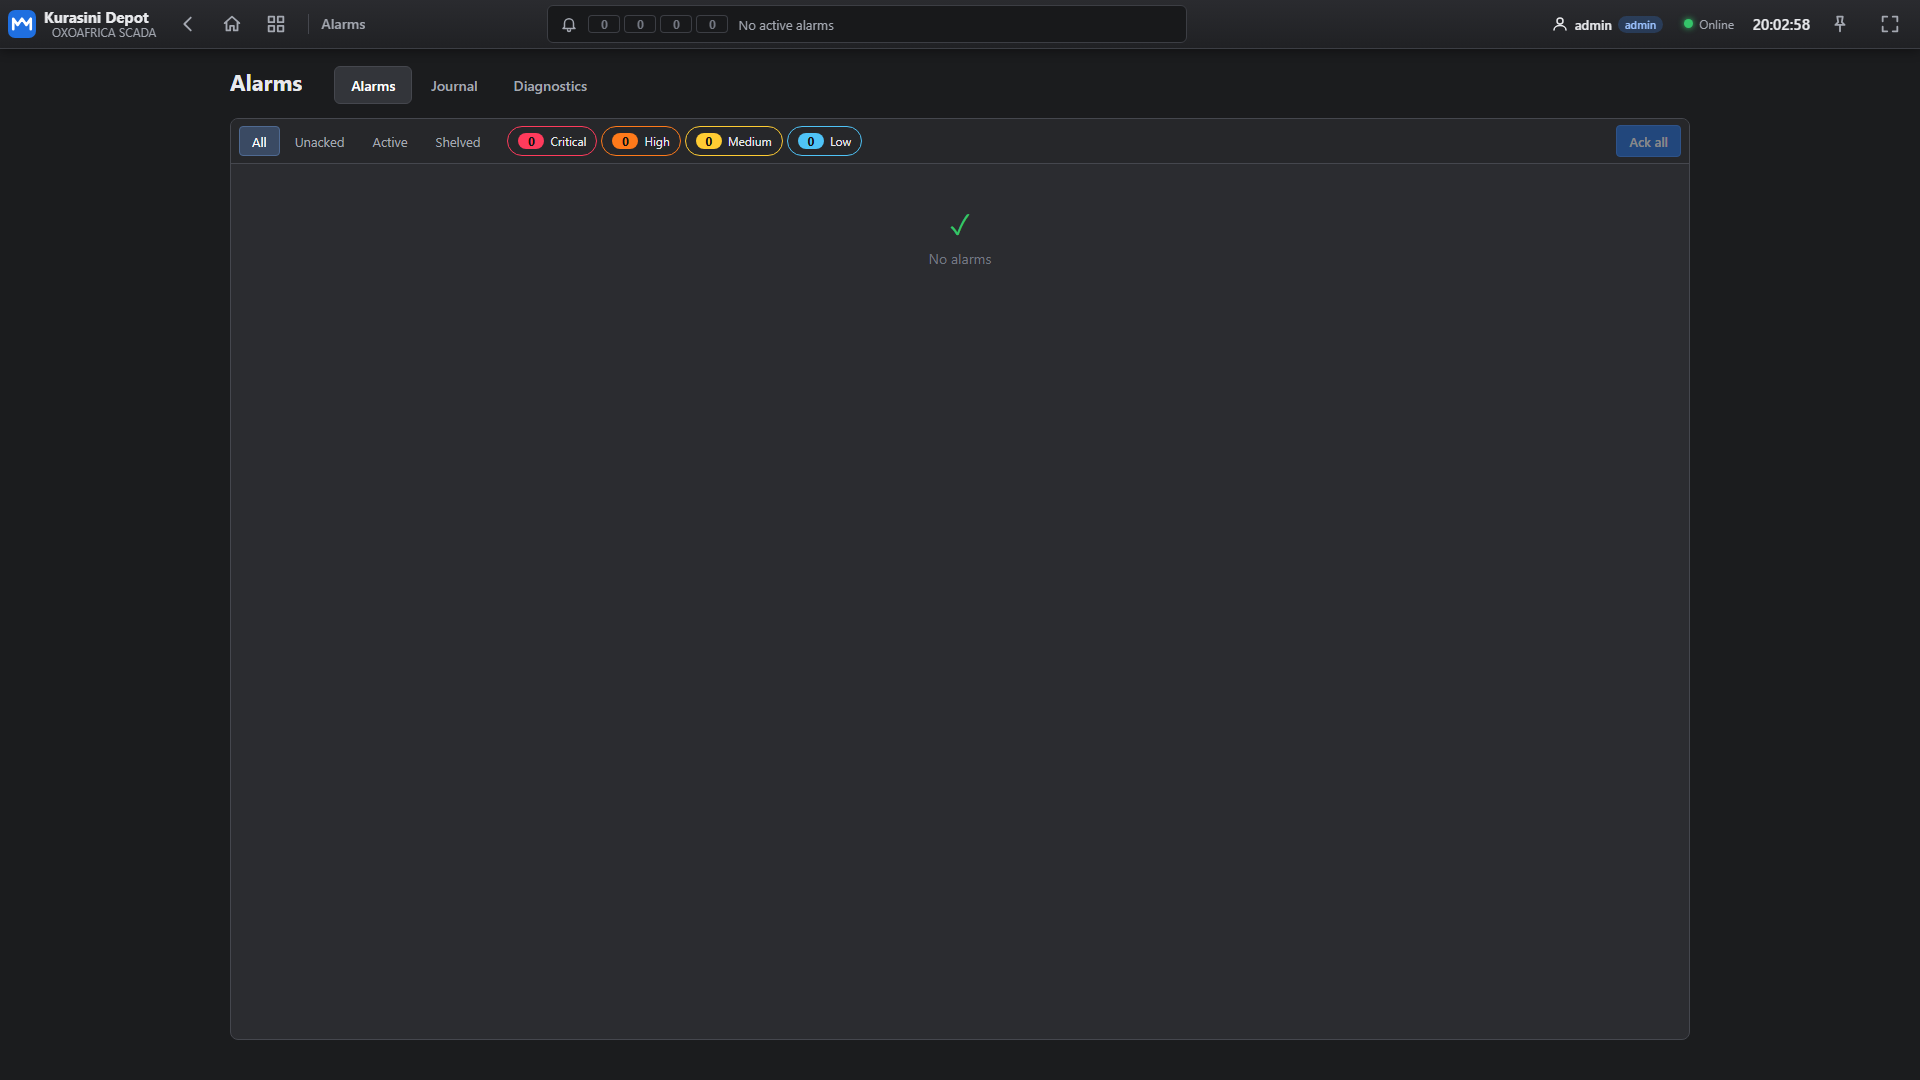 Kurasini Depot
OXOAFRICA SCADA
Alarms
0 0 0 0 No active alarms
admin admin Online 20:02:58
Alarms
Alarms Journal Diagnostics
All Unacked Active Shelved 0 Critical 0 High 0 Medium 0 Low Ack all
No alarms